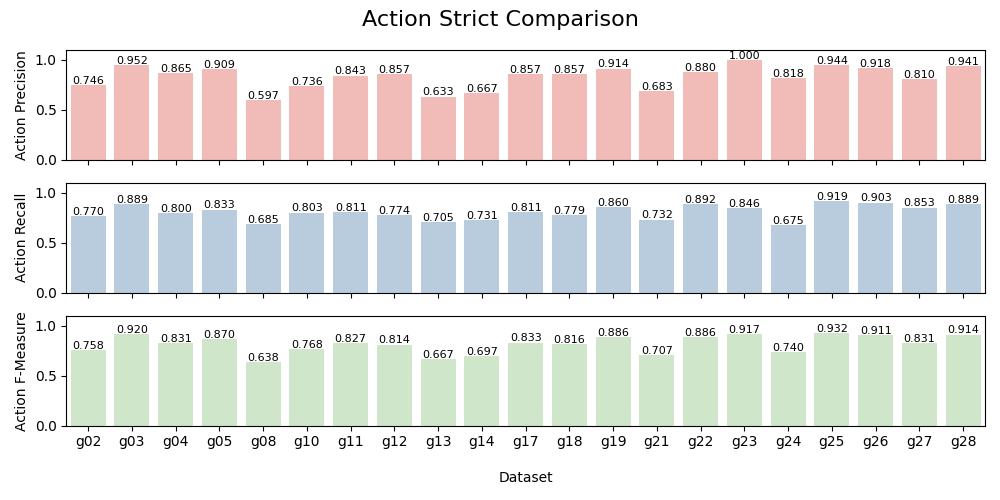 Action Strict Comparison
Action Precision
1.0
0.5
0.0
0.746 0.952 0.865 0.909 0.597 0.736 0.843 0.857 0.633 0.667 0.857 0.857 0.914 0.683 0.880 1.000 0.818 0.944 0.918 0.810 0.941
Action Recall
1.0
0.5
0.0
0.770 0.889 0.800 0.833 0.685 0.803 0.811 0.774 0.705 0.731 0.811 0.779 0.860 0.732 0.892 0.846 0.675 0.919 0.903 0.853 0.889
Action F-Measure
1.0
0.5
0.0
0.758 0.920 0.831 0.870 0.638 0.768 0.827 0.814 0.667 0.697 0.833 0.816 0.886 0.707 0.886 0.917 0.740 0.932 0.911 0.831 0.914
g02 g03 g04 g05 g08 g10 g11 g12 g13 g14 g17 g18 g19 g21 g22 g23 g24 g25 g26 g27 g28
Dataset